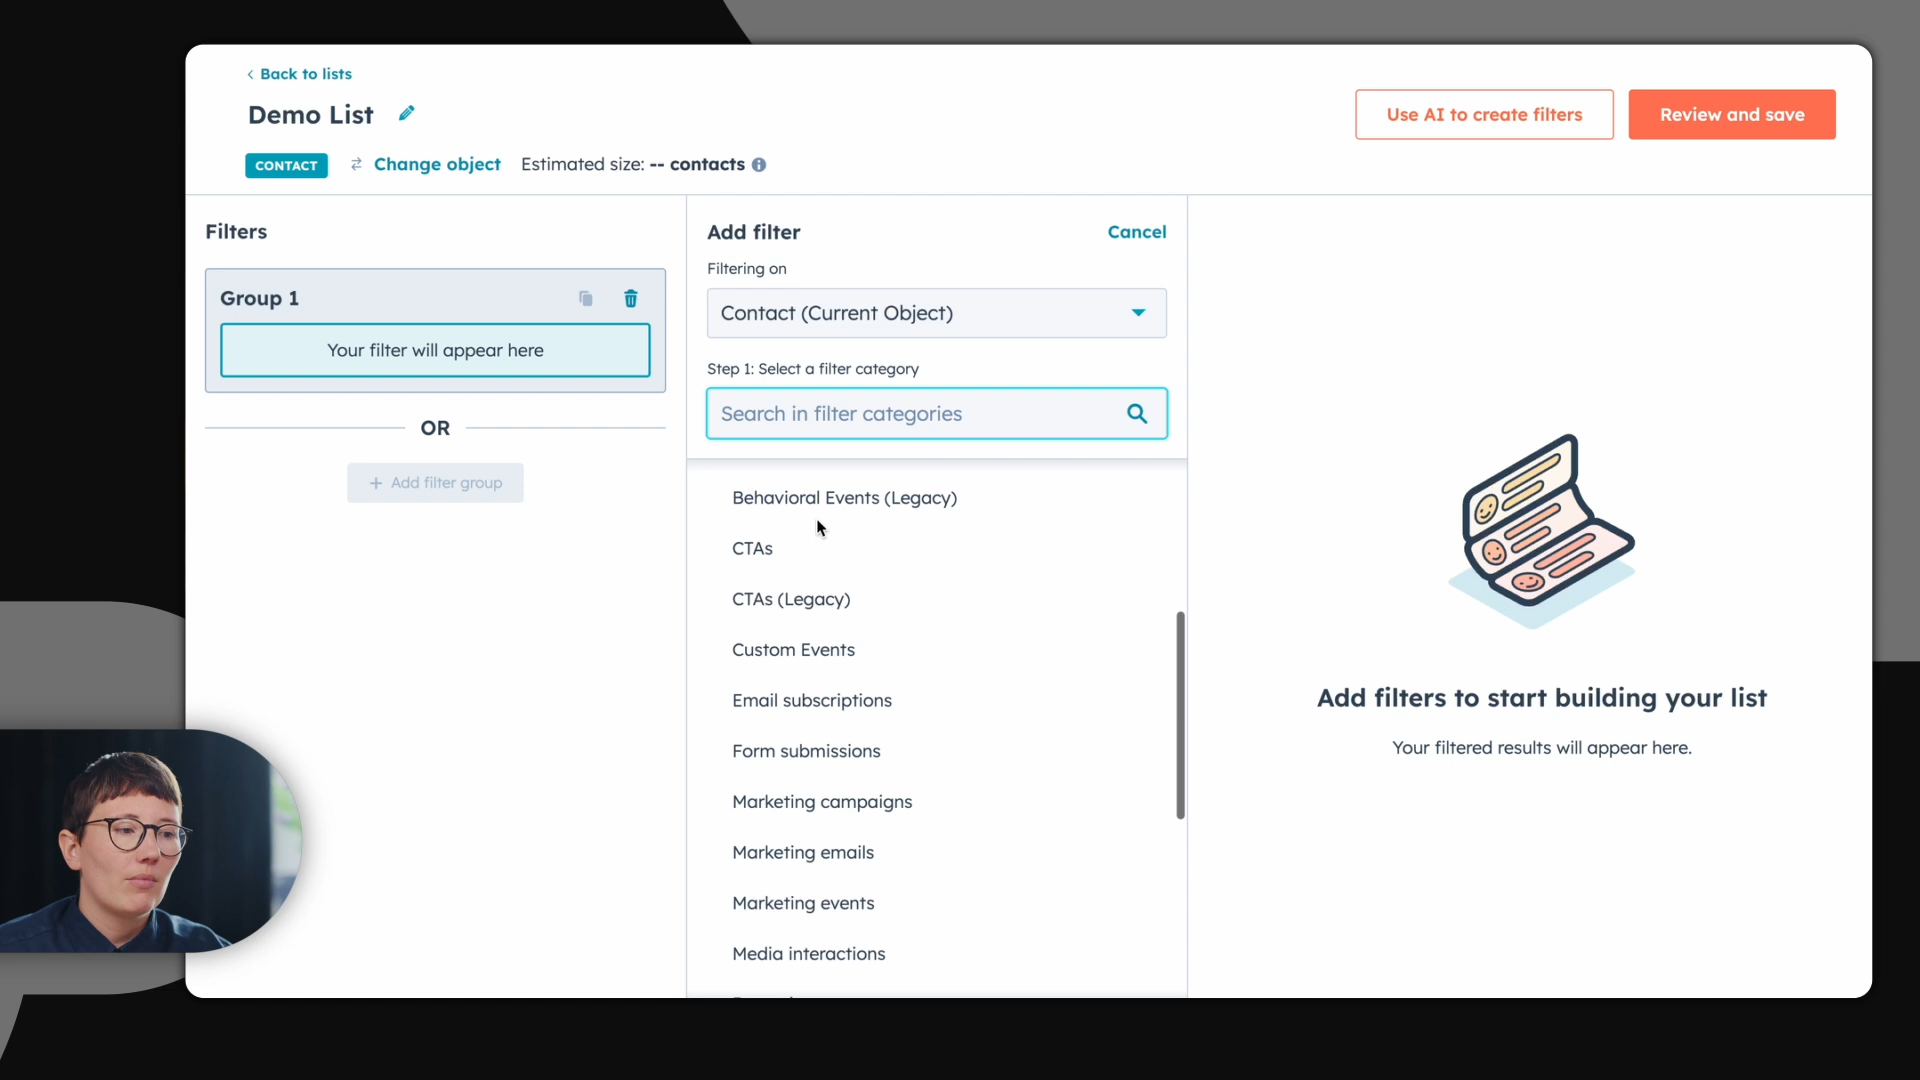 Back to lists
Demo List
Use AI to create filters
Review and save
CONTACT
Change object
Estimated size: -- contacts
Filters
Group 1
Your filter will appear here
OR
+ Add filter group
Add filter
Cancel
Filtering on
Contact (Current Object)
Step 1: Select a filter category
Search in filter categories
Behavioral Events (Legacy)
CTAs
CTAs (Legacy)
Custom Events
Email subscriptions
Form submissions
Marketing campaigns
Marketing emails
Marketing events
Media interactions
Add filters to start building your list
Your filtered results will appear here.